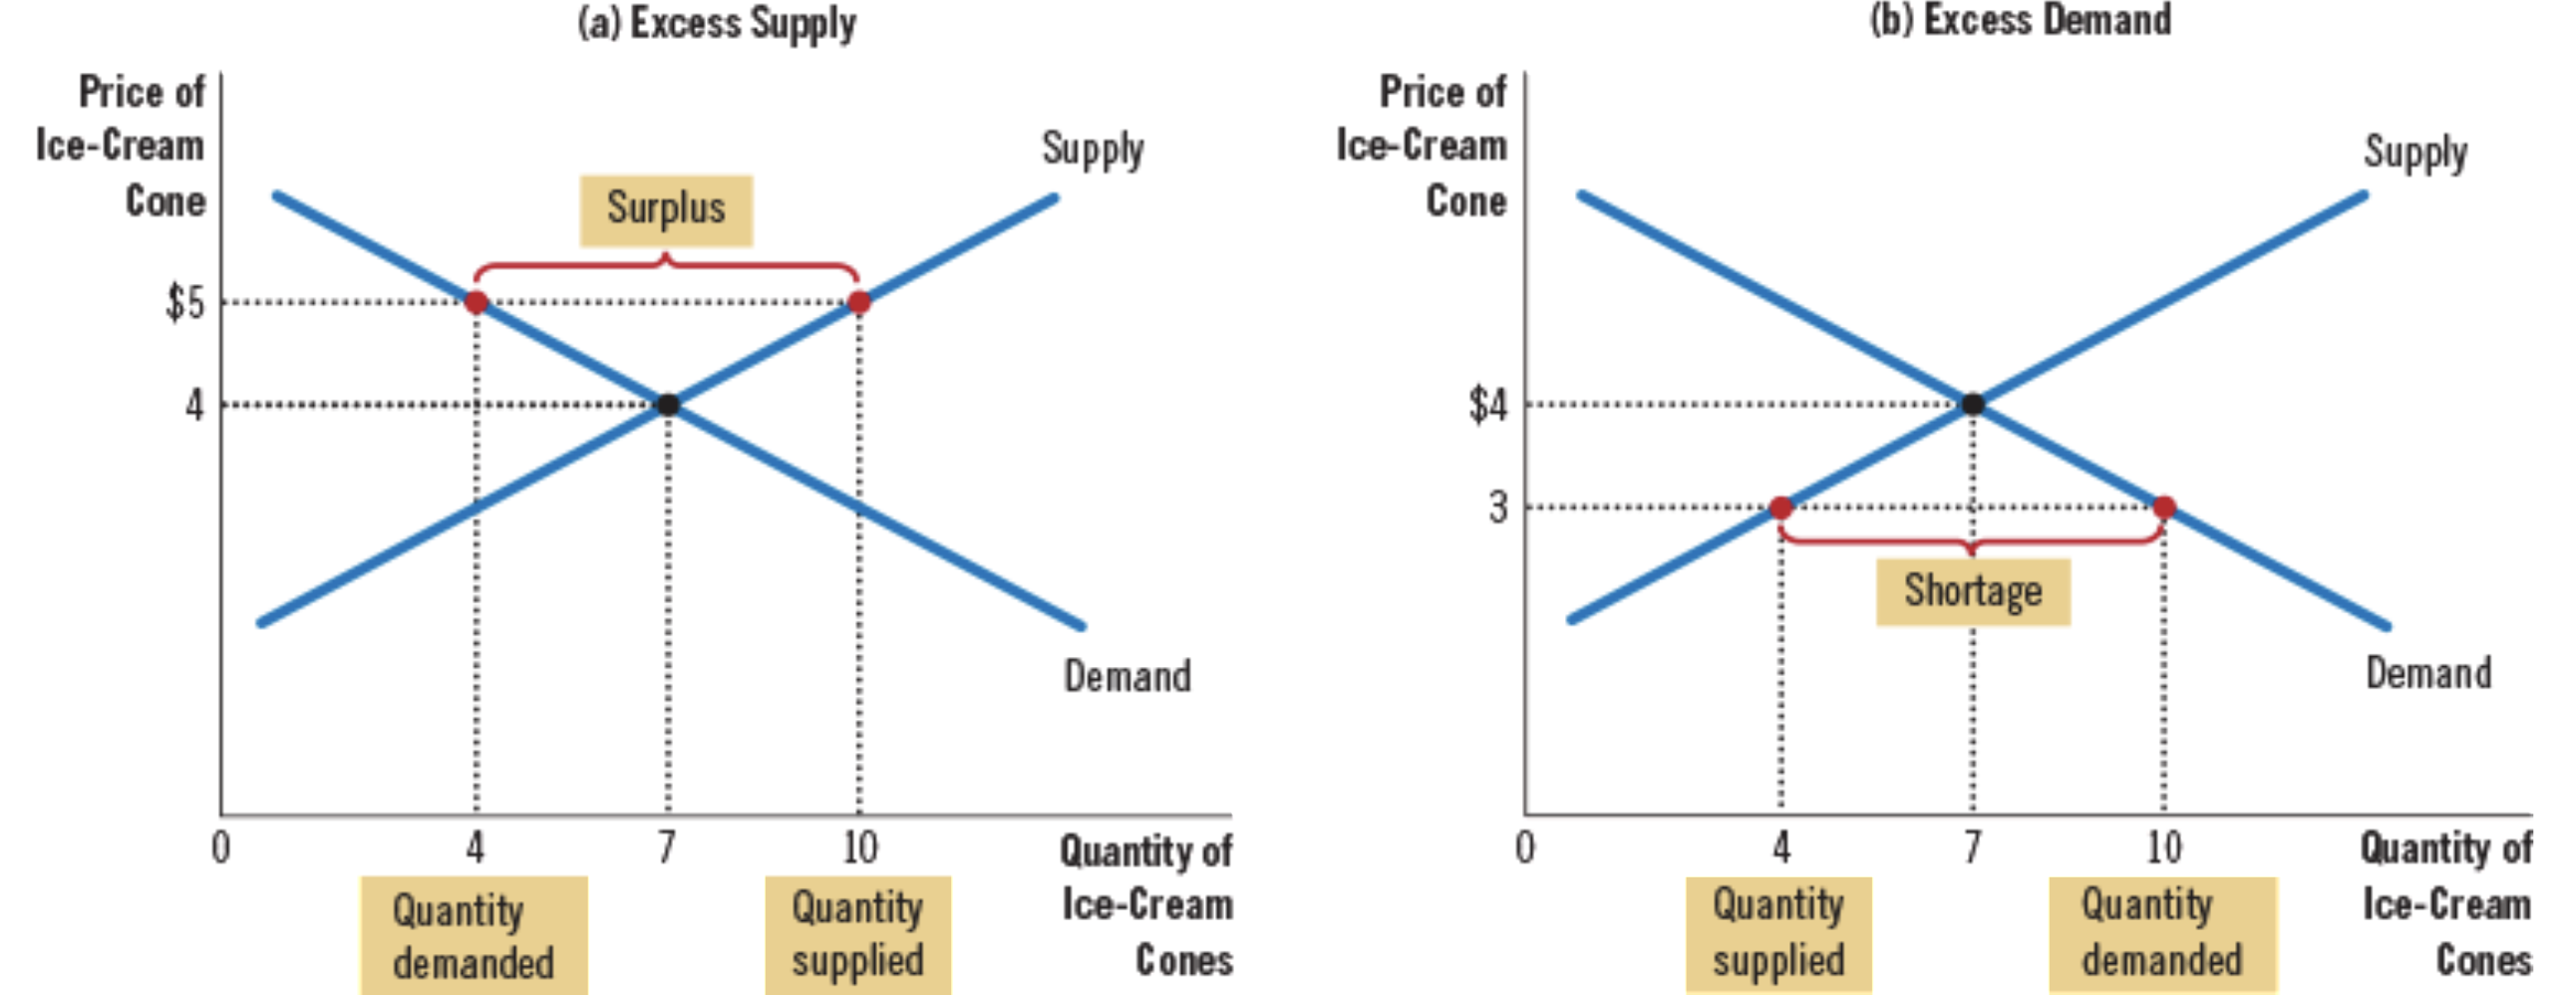 (a) Excess Supply
Price of
Ice-Cream
Cone
Supply
Surplus
$5
4
Demand
0
4
7
10
Quantity of
Ice-Cream
Cones
Quantity
demanded
Quantity
supplied
(b) Excess Demand
Price of
Ice-Cream
Cone
Supply
$4
3
Shortage
Demand
0
4
7
10
Quantity of
Ice-Cream
Cones
Quantity
supplied
Quantity
demanded